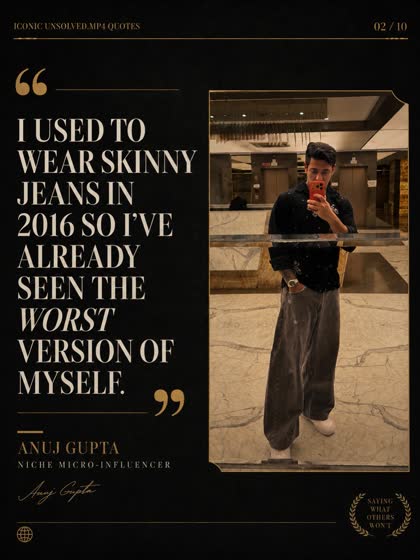 ICONIC UNSOLVED.MP4 QUOTES
02 / 10
“
I USED TO
WEAR SKINNY
JEANS IN
2016 SO I’VE
ALREADY
SEEN THE
WORST
VERSION OF
MYSELF.
”
ANUJ GUPTA
NICHE MICRO-INFLUENCER
Anuj Gupta
SAYING
WHAT
OTHERS
WON'T